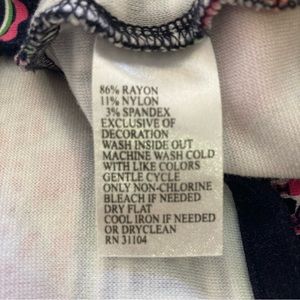 86% RAYON
11% NYLON
3% SPANDEX
EXCLUSIVE OF
DECORATION
WASH INSIDE OUT
MACHINE WASH COLD
WITH LIKE COLORS
GENTLE CYCLE
ONLY NON-CHLORINE
BLEACH IF NEEDED
DRY FLAT
COOL IRON IF NEEDED
OR DRYCLEAN
RN 31104